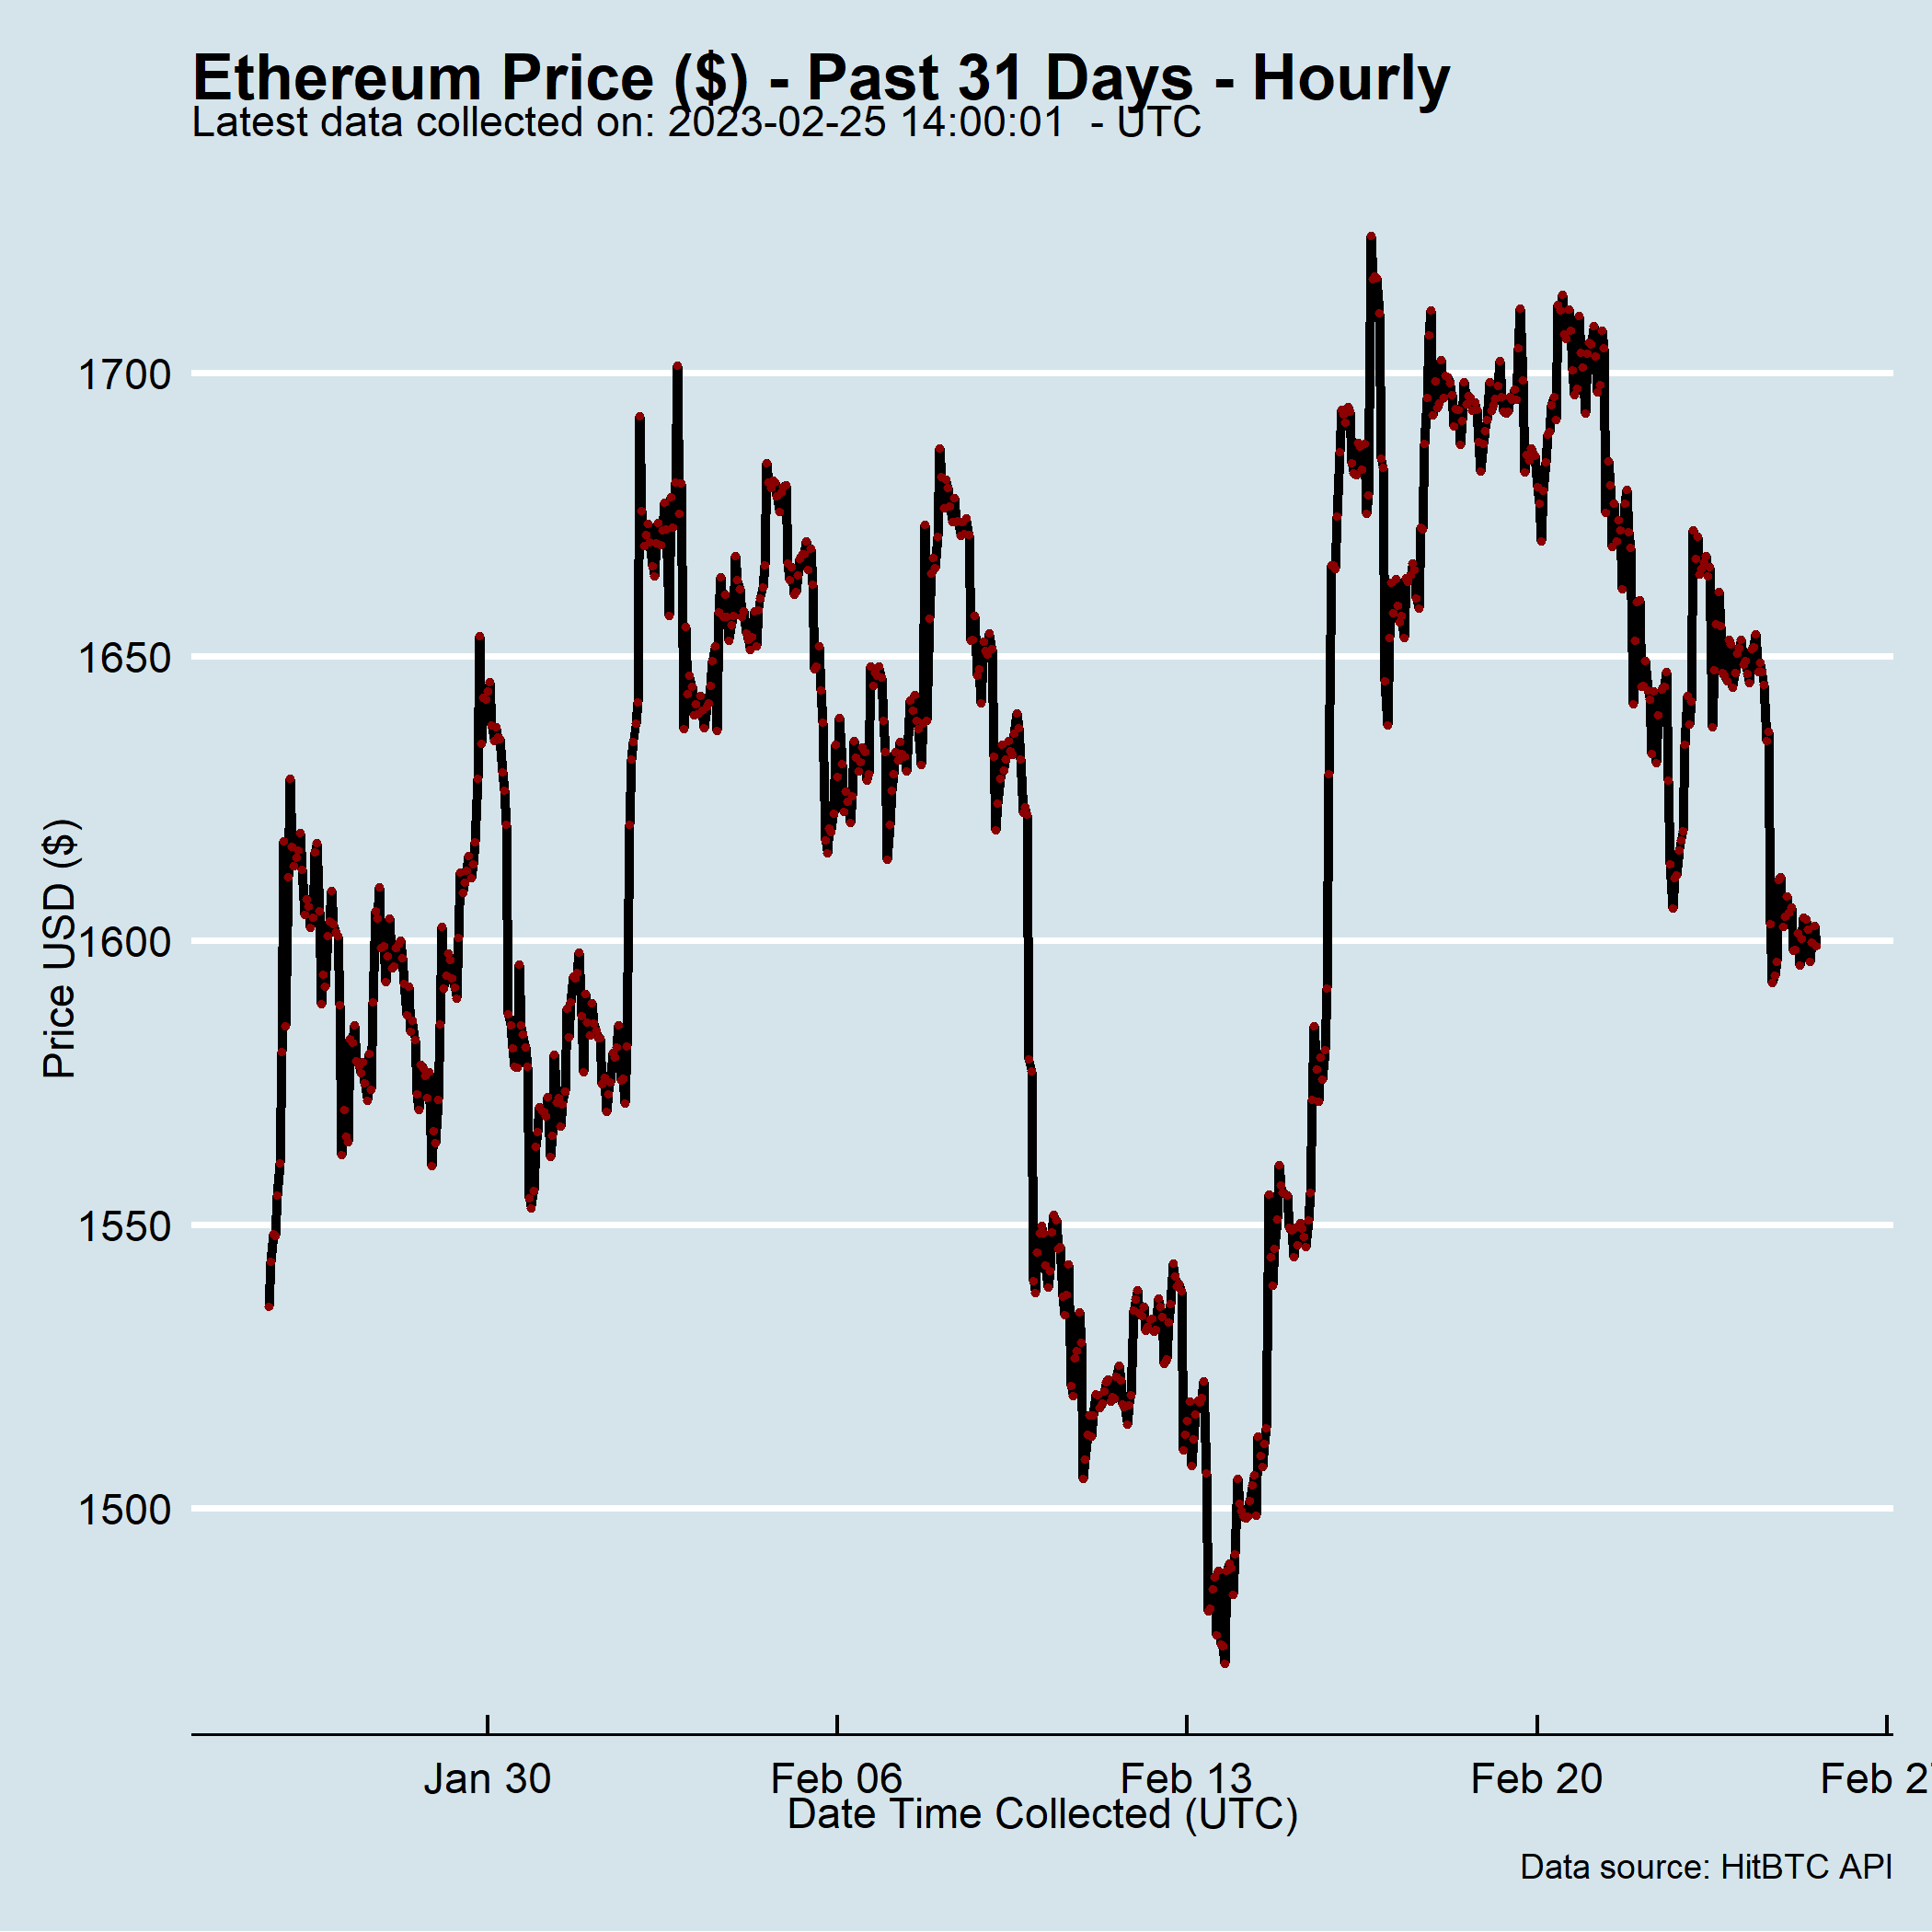 Ethereum Price ($) - Past 31 Days - Hourly
Latest data collected on: 2023-02-25 14:00:01  - UTC
1700
1650
1600
1550
1500
Price USD ($)
Jan 30
Feb 06
Feb 13
Feb 20
Feb 2
Date Time Collected (UTC)
Data source: HitBTC API